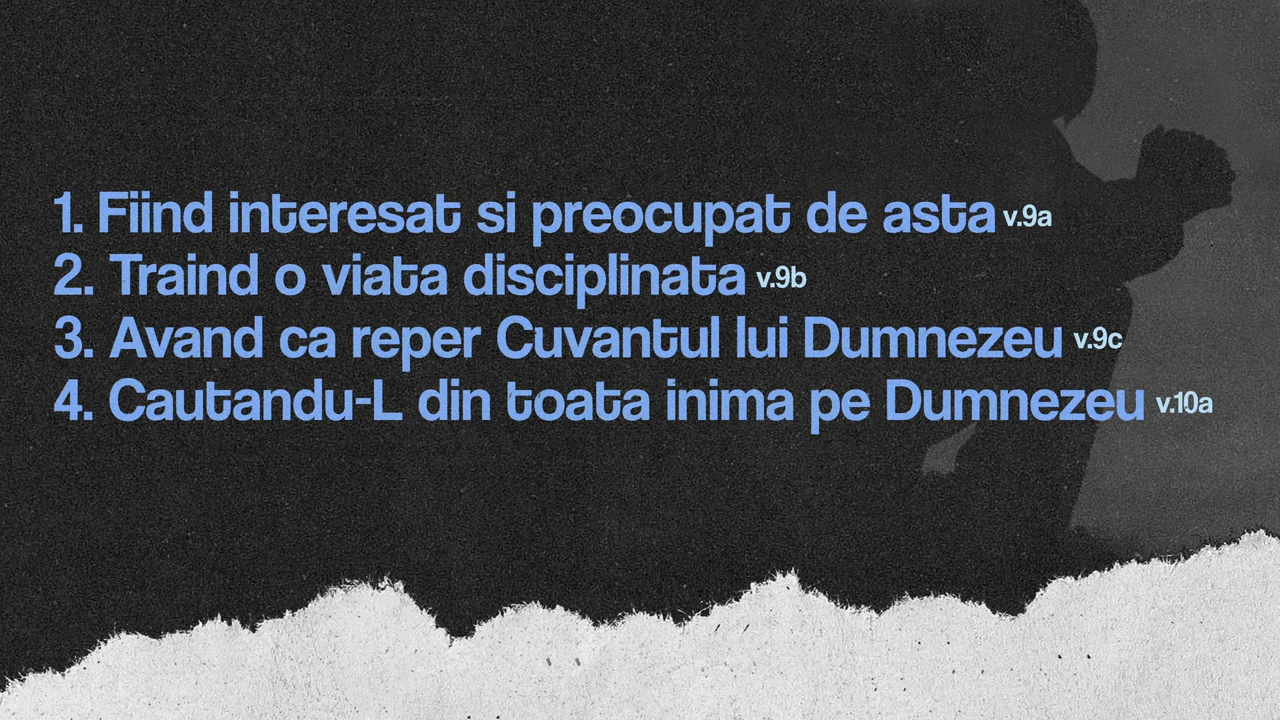 1. Fiind interesat si preocupat de asta v.9a
2. Traind o viata disciplinata v.9b
3. Avand ca reper Cuvantul lui Dumnezeu v.9c
4. Cautandu-L din toata inima pe Dumnezeu v.10a